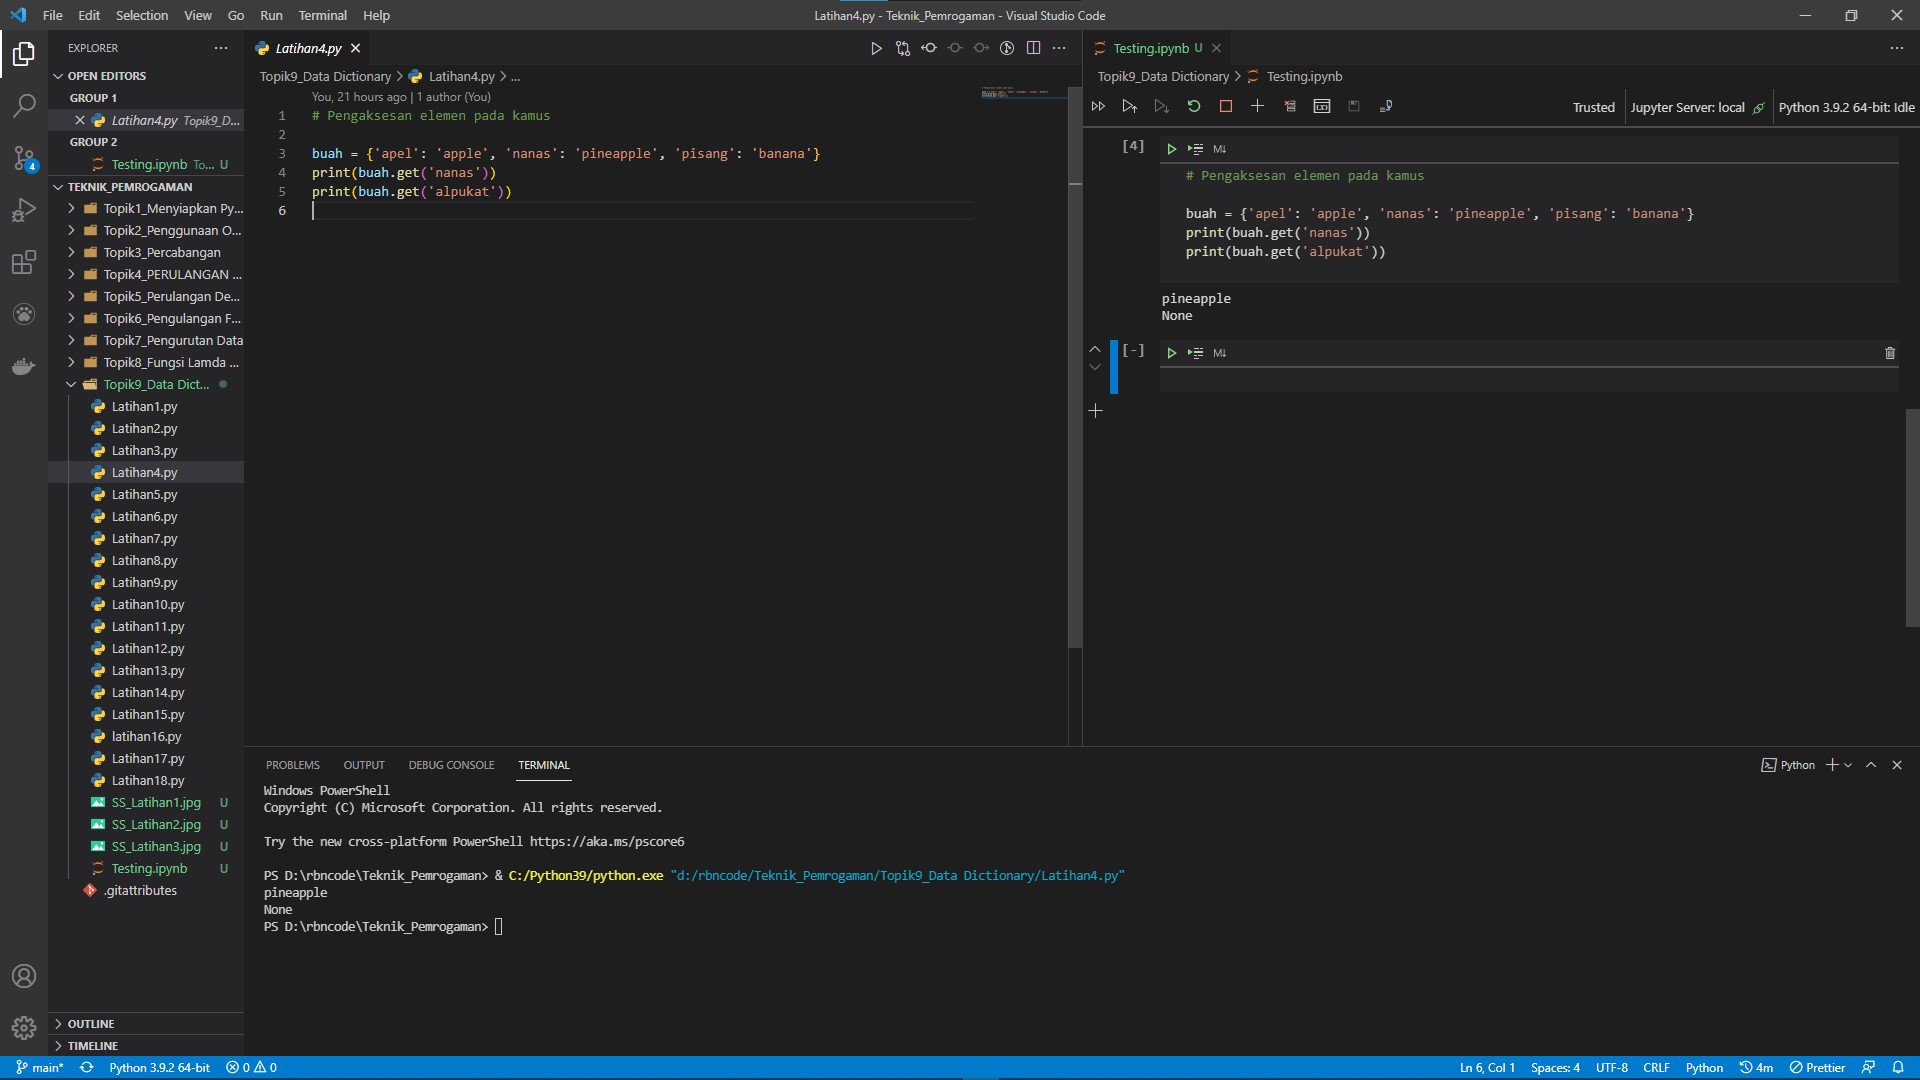 File Edit Selection View Go Run Terminal Help
Latihan4.py - Teknik_Pemrogaman - Visual Studio Code
EXPLORER
OPEN EDITORS
GROUP 1
Latihan4.py Topik9_D...
GROUP 2
Testing.ipynb To... U
TEKNIK_PEMROGAMAN
Topik1_Menyiapkan Py...
Topik2_Penggunaan O...
Topik3_Percabangan
Topik4_PERULANGAN ...
Topik5_Perulangan De...
Topik6_Pengulangan F...
Topik7_Pengurutan Data
Topik8_Fungsi Lamda ...
Topik9_Data Dict...
Latihan1.py
Latihan2.py
Latihan3.py
Latihan4.py
Latihan5.py
Latihan6.py
Latihan7.py
Latihan8.py
Latihan9.py
Latihan10.py
Latihan11.py
Latihan12.py
Latihan13.py
Latihan14.py
Latihan15.py
latihan16.py
Latihan17.py
Latihan18.py
SS_Latihan1.jpg U
SS_Latihan2.jpg U
SS_Latihan3.jpg U
Testing.ipynb U
.gitattributes
OUTLINE
TIMELINE
4
Latihan4.py
Topik9_Data Dictionary > Latihan4.py > ...
You, 21 hours ago | 1 author (You)
1 # Pengaksesan elemen pada kamus
2
3 buah = {'apel': 'apple', 'nanas': 'pineapple', 'pisang': 'banana'}
4 print(buah.get('nanas'))
5 print(buah.get('alpukat'))
6
Testing.ipynb U
Topik9_Data Dictionary > Testing.ipynb
Trusted Jupyter Server: local Python 3.9.2 64-bit: Idle
[4] M↓
# Pengaksesan elemen pada kamus
buah = {'apel': 'apple', 'nanas': 'pineapple', 'pisang': 'banana'}
print(buah.get('nanas'))
print(buah.get('alpukat'))
pineapple
None
[-] M↓
PROBLEMS OUTPUT DEBUG CONSOLE TERMINAL
Python
Windows PowerShell
Copyright (C) Microsoft Corporation. All rights reserved.
Try the new cross-platform PowerShell https://aka.ms/pscore6
PS D:\rbncode\Teknik_Pemrogaman> & C:/Python39/python.exe "d:/rbncode/Teknik_Pemrogaman/Topik9_Data Dictionary/Latihan4.py"
pineapple
None
PS D:\rbncode\Teknik_Pemrogaman>
main* Python 3.9.2 64-bit 0 0 Ln 6, Col 1 Spaces: 4 UTF-8 CRLF Python 4m Prettier